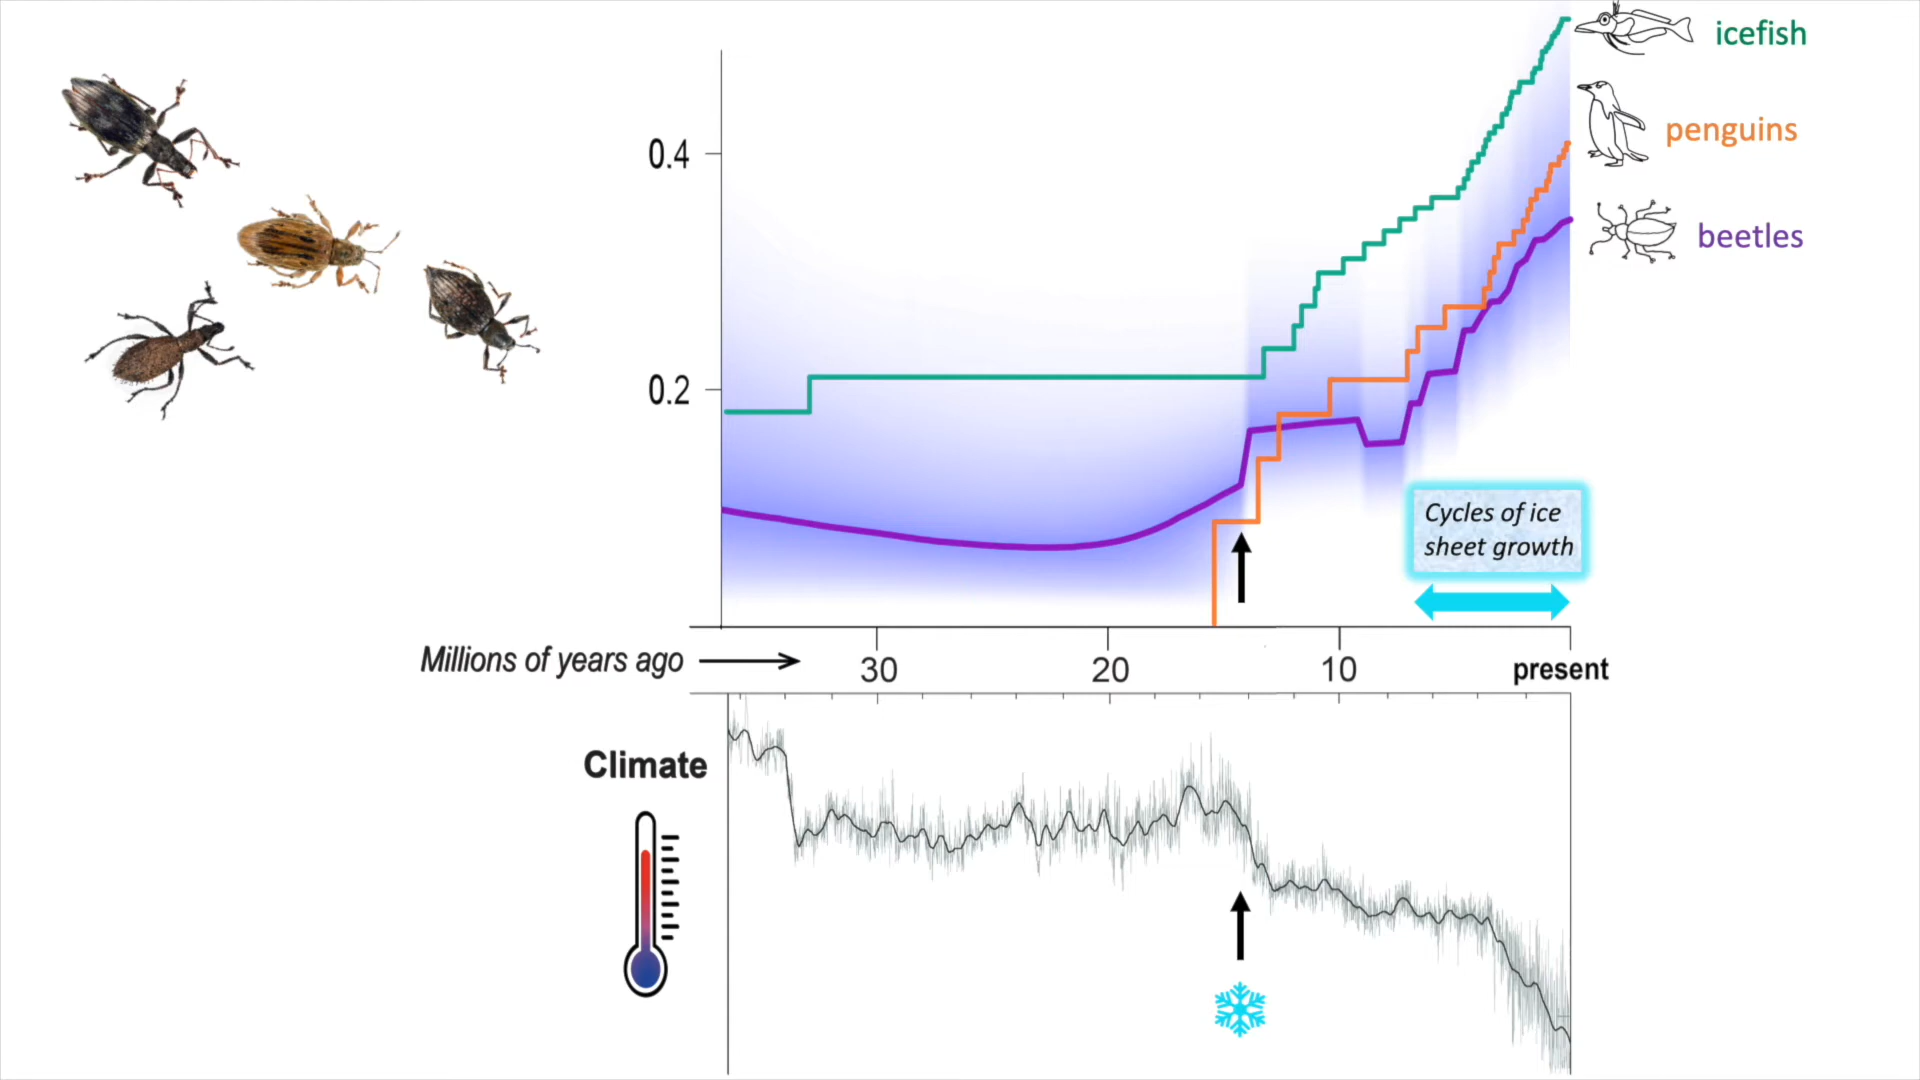 icefish
penguins
beetles
0.4
0.2
Cycles of ice
sheet growth
Millions of years ago
30
20
10
present
Climate